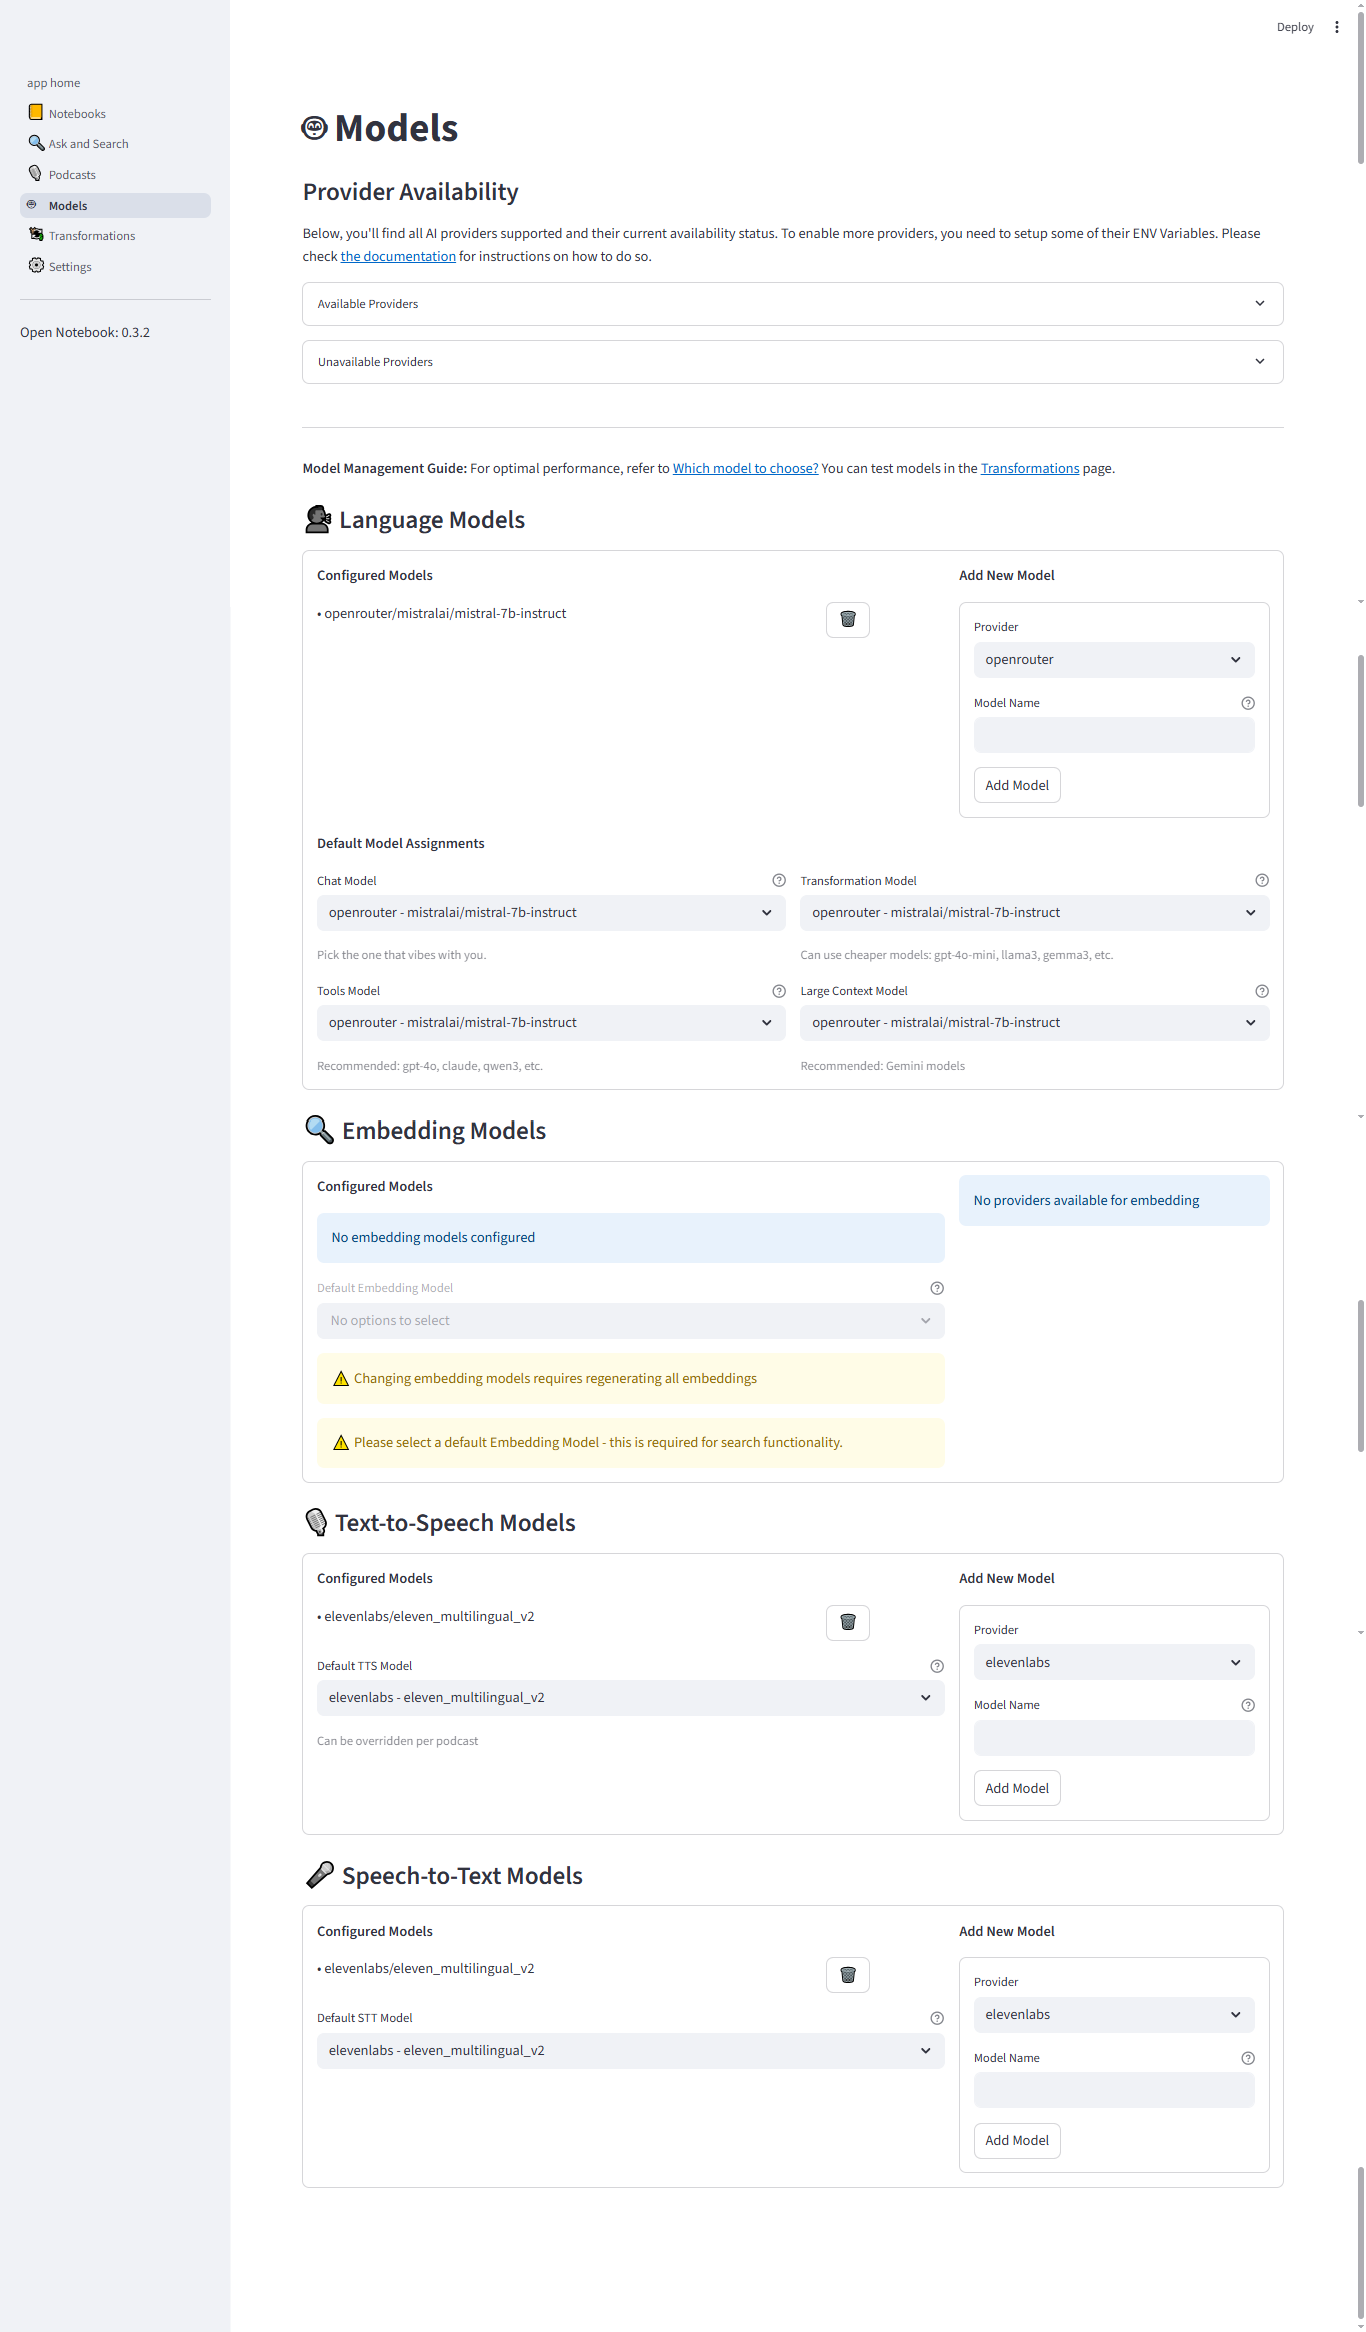 Deploy
app home
Notebooks
Ask and Search
Podcasts
Models
Transformations
Settings
Open Notebook: 0.3.2
Models
Provider Availability
Below, you'll find all AI providers supported and their current availability status. To enable more providers, you need to setup some of their ENV Variables. Please
check the documentation for instructions on how to do so.
Available Providers
Unavailable Providers
Model Management Guide: For optimal performance, refer to Which model to choose? You can test models in the Transformations page.
Language Models
Configured Models
• openrouter/mistralai/mistral-7b-instruct
Add New Model
Provider
openrouter
Model Name
Add Model
Default Model Assignments
Chat Model
openrouter - mistralai/mistral-7b-instruct
Pick the one that vibes with you.
Transformation Model
openrouter - mistralai/mistral-7b-instruct
Can use cheaper models: gpt-4o-mini, llama3, gemma3, etc.
Tools Model
openrouter - mistralai/mistral-7b-instruct
Recommended: gpt-4o, claude, qwen3, etc.
Large Context Model
openrouter - mistralai/mistral-7b-instruct
Recommended: Gemini models
Embedding Models
Configured Models
No embedding models configured
Default Embedding Model
No options to select
Changing embedding models requires regenerating all embeddings
Please select a default Embedding Model - this is required for search functionality.
No providers available for embedding
Text-to-Speech Models
Configured Models
• elevenlabs/eleven_multilingual_v2
Default TTS Model
elevenlabs - eleven_multilingual_v2
Can be overridden per podcast
Add New Model
Provider
elevenlabs
Model Name
Add Model
Speech-to-Text Models
Configured Models
• elevenlabs/eleven_multilingual_v2
Default STT Model
elevenlabs - eleven_multilingual_v2
Add New Model
Provider
elevenlabs
Model Name
Add Model